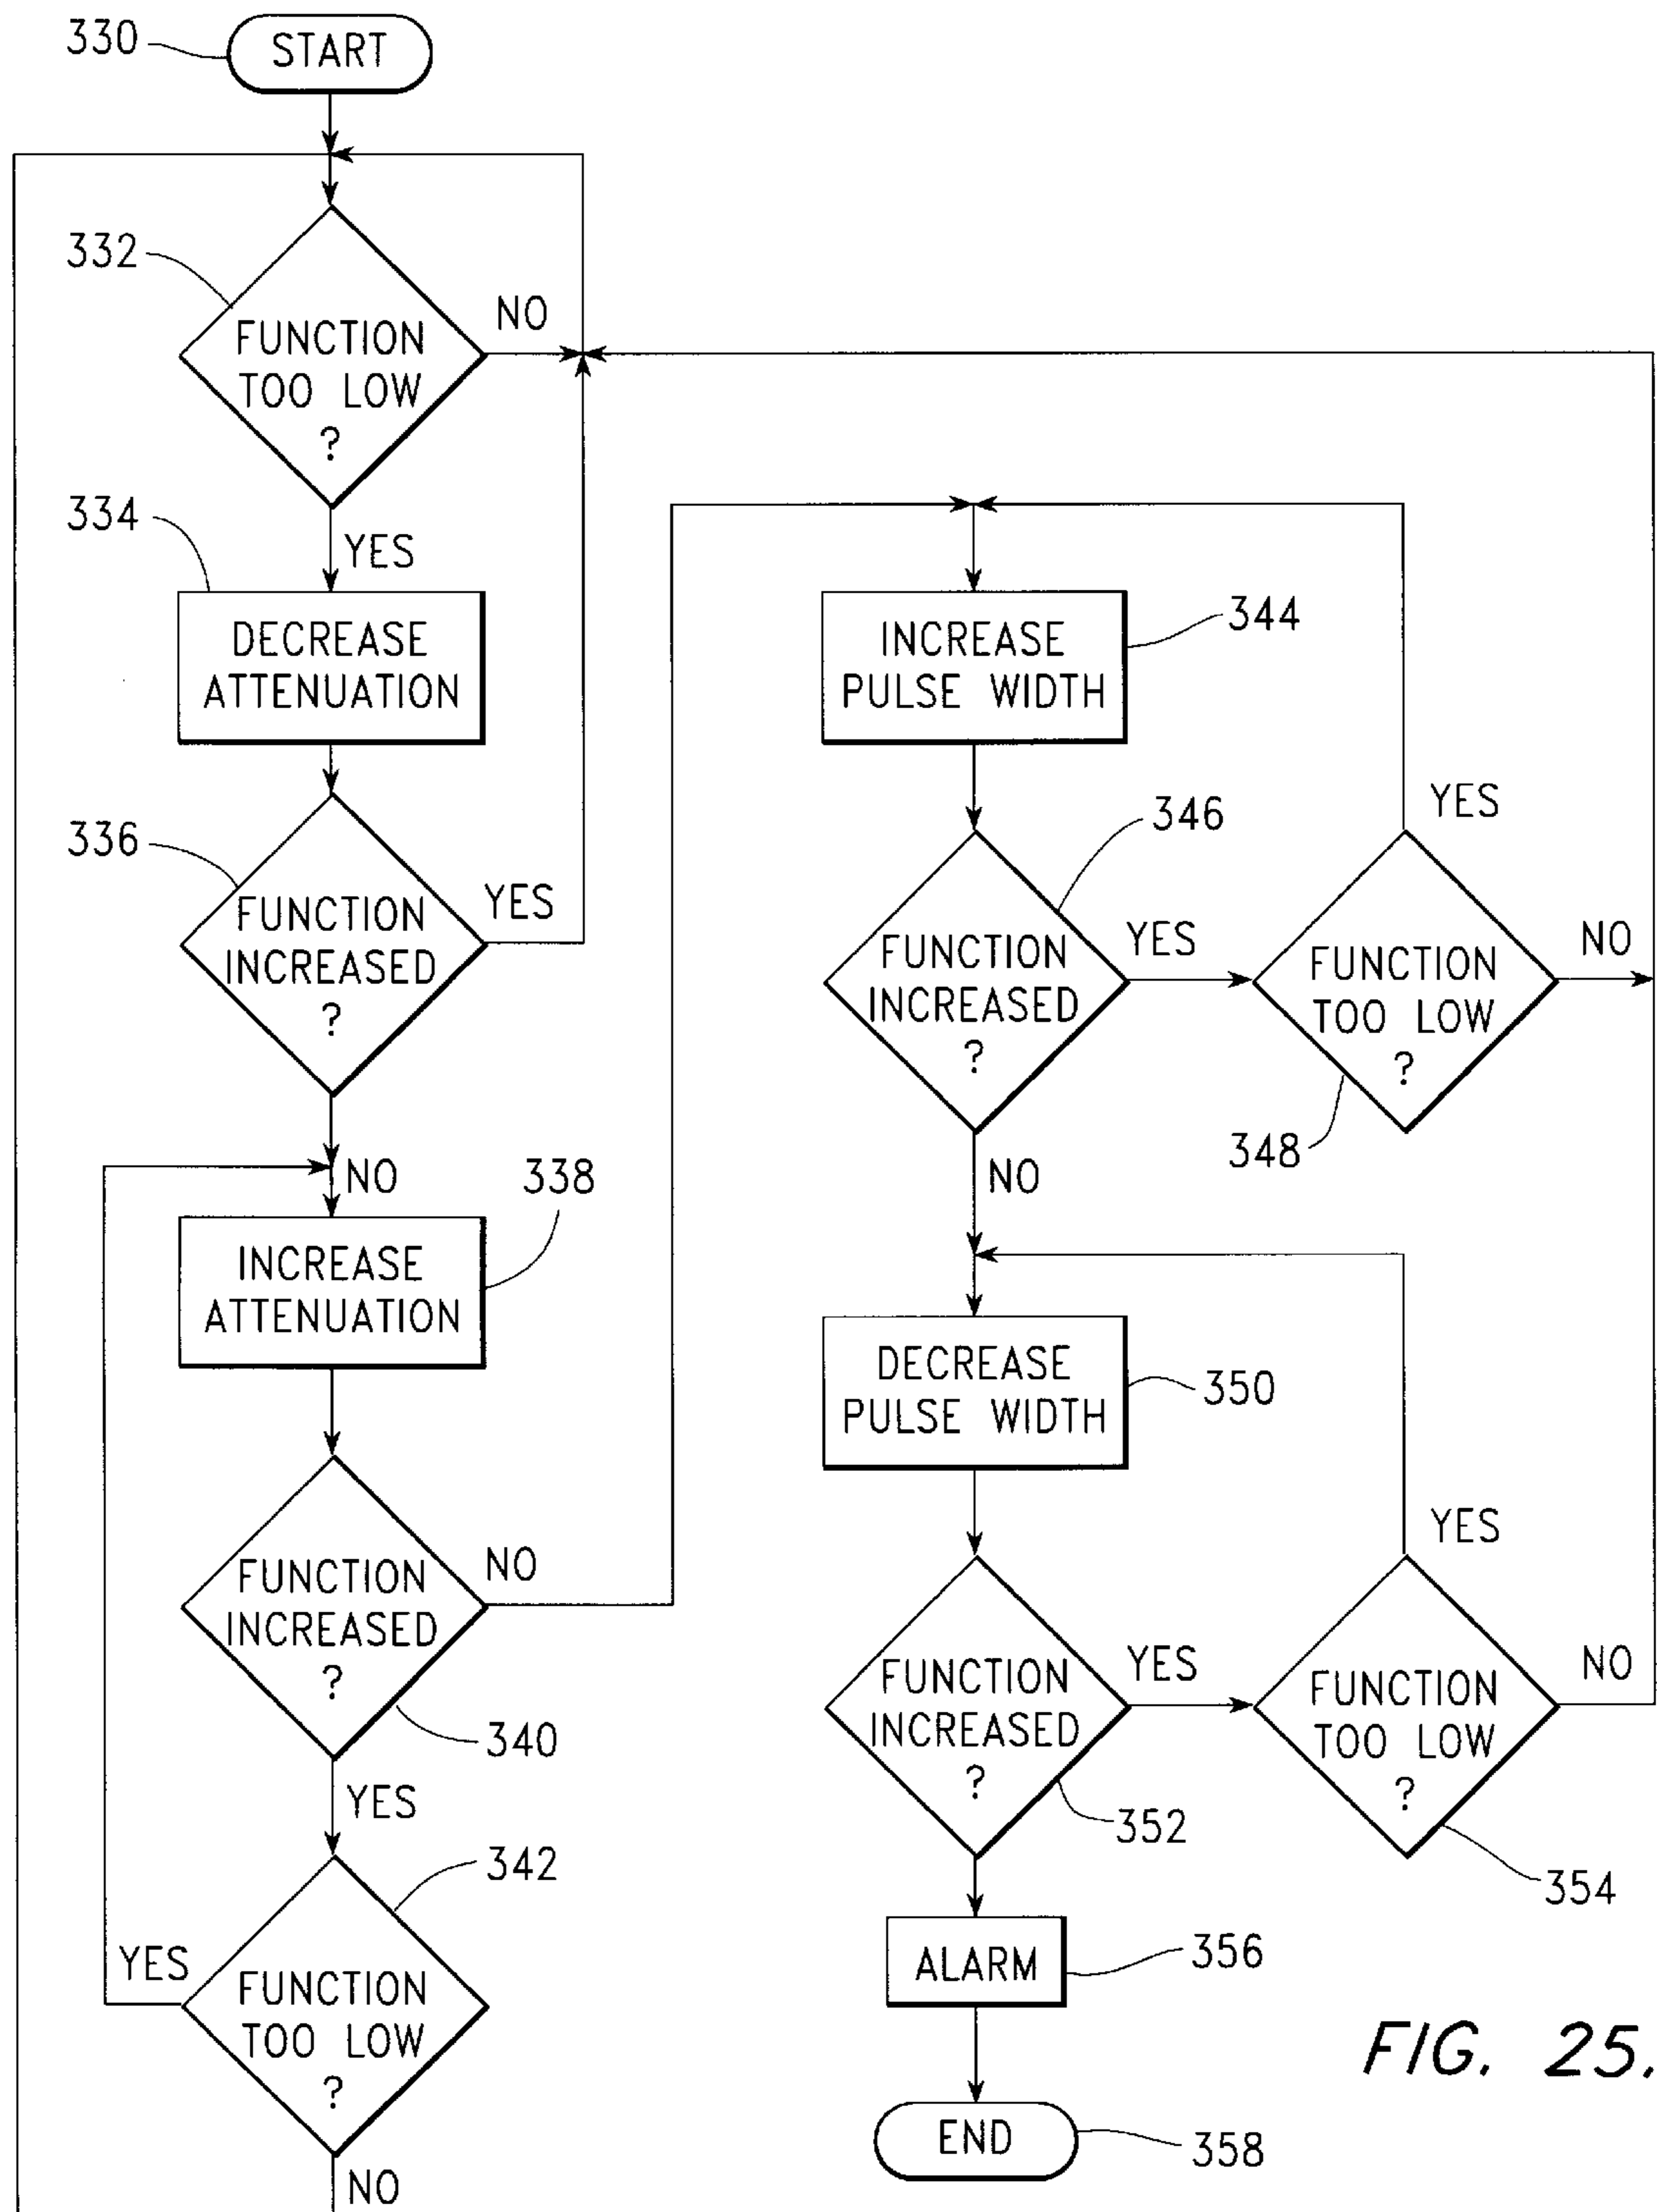 330
START
332
FUNCTION
TOO LOW
?
NO
YES
334
DECREASE
ATTENUATION
336
FUNCTION
INCREASED
?
YES
NO
338
INCREASE
ATTENUATION
FUNCTION
INCREASED
?
NO
340
YES
342
FUNCTION
TOO LOW
?
YES
NO
344
INCREASE
PULSE WIDTH
346
FUNCTION
INCREASED
?
YES
NO
YES
FUNCTION
TOO LOW
?
NO
348
350
DECREASE
PULSE WIDTH
FUNCTION
INCREASED
?
YES
352
YES
FUNCTION
TOO LOW
?
NO
354
ALARM
356
END
358
FIG. 25.